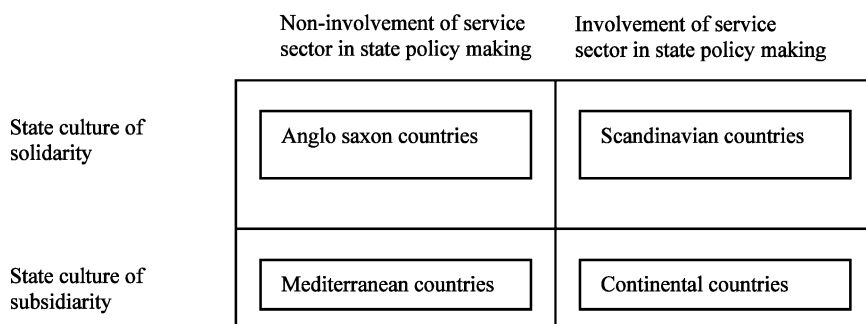 Non-involvement of service
sector in state policy making
Involvement of service
sector in state policy making
State culture of
solidarity
Anglo saxon countries
Scandinavian countries
State culture of
subsidiarity
Mediterranean countries
Continental countries